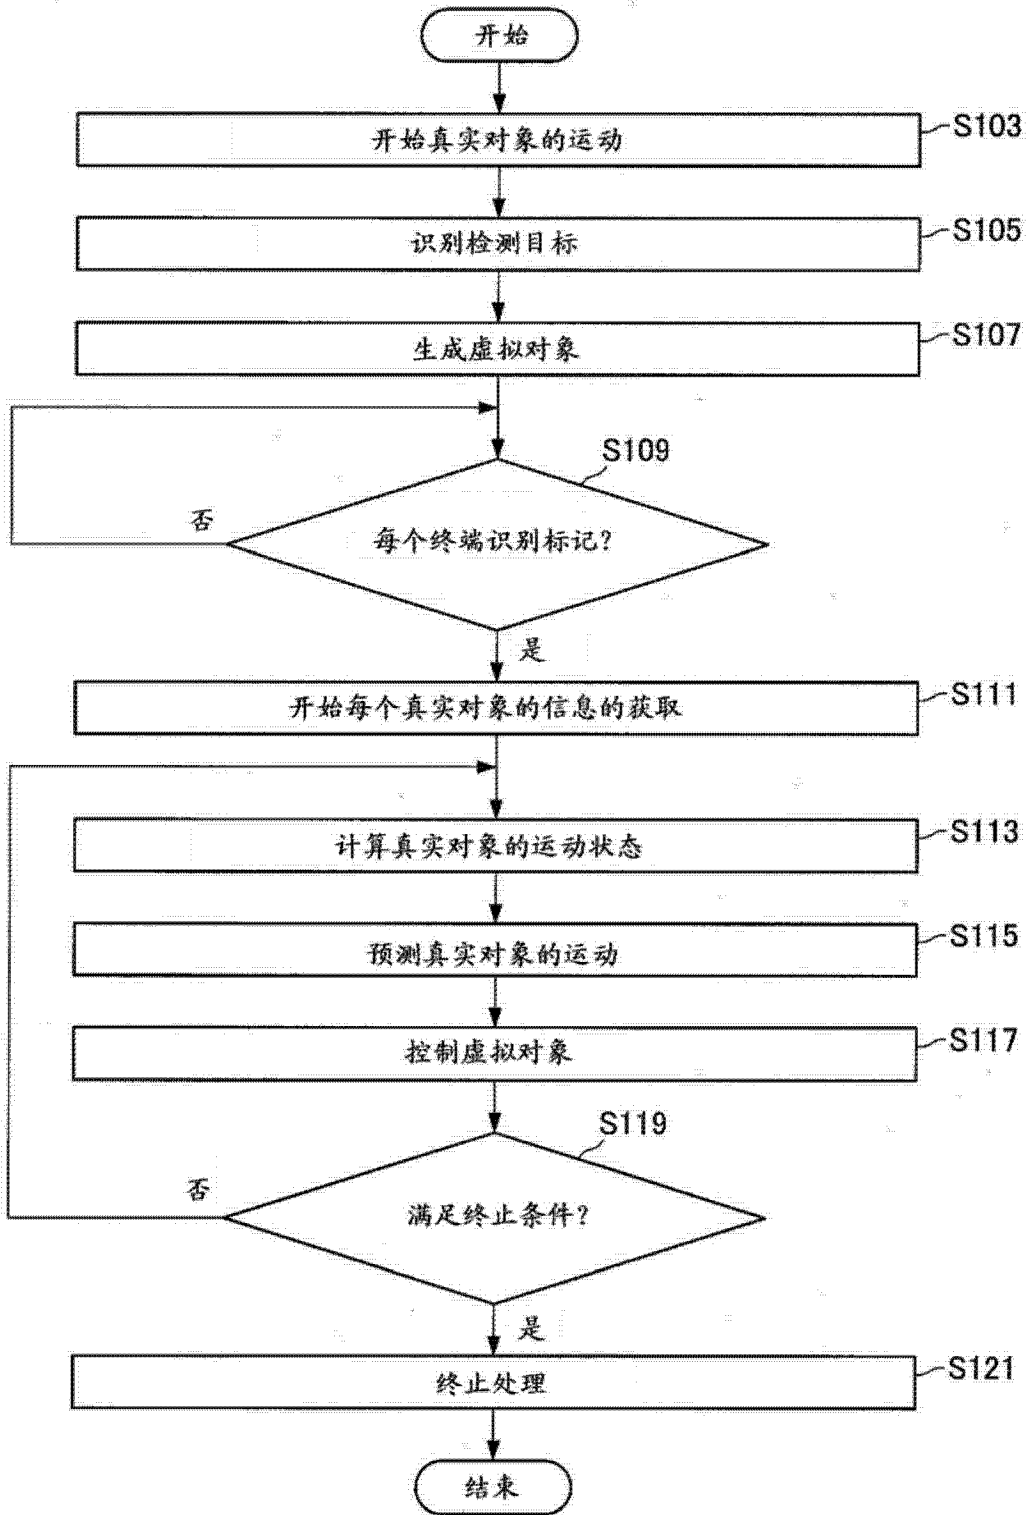 开始
开始真实对象的运动
S103
识别检测目标
S105
生成虚拟对象
S107
S109
每个终端识别标记?
否
是
开始每个真实对象的信息的获取
S111
计算真实对象的运动状态
S113
预测真实对象的运动
S115
控制虚拟对象
S117
S119
满足终止条件?
否
是
终止处理
S121
结束